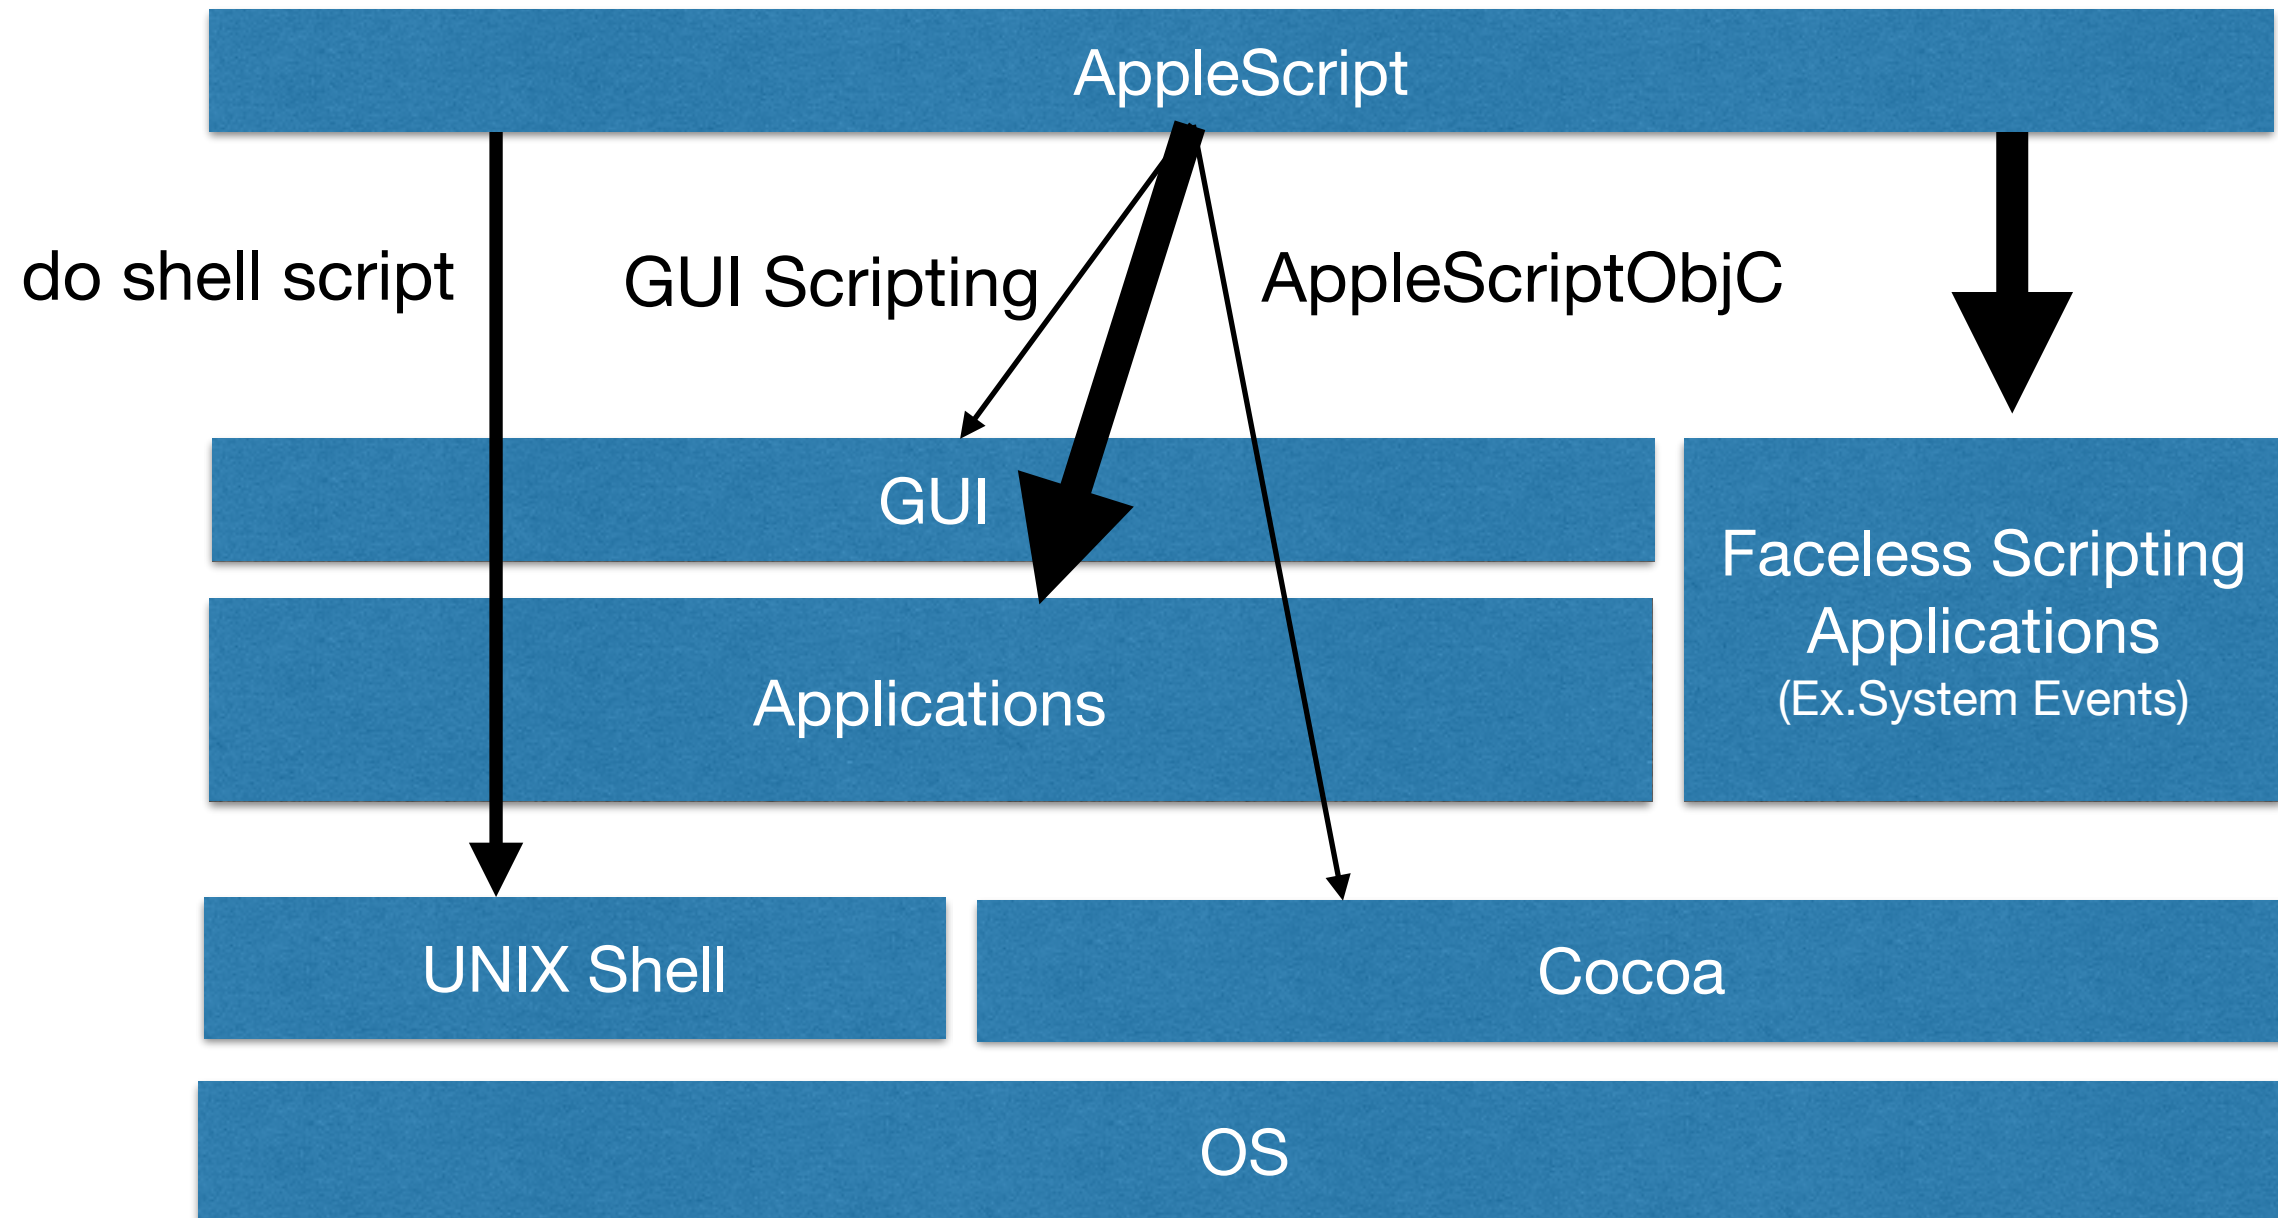 AppleScript
do shell script
GUI Scripting
AppleScriptObjC
GUI
Faceless Scripting
Applications
(Ex.System Events)
Applications
UNIX Shell
Cocoa
OS